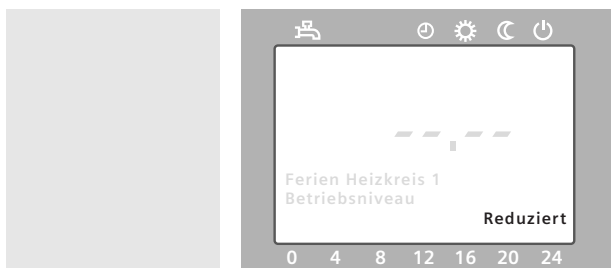 --.--
Ferien Heizkreis 1
Betriebsniveau
Reduziert
0 4 8 12 16 20 24